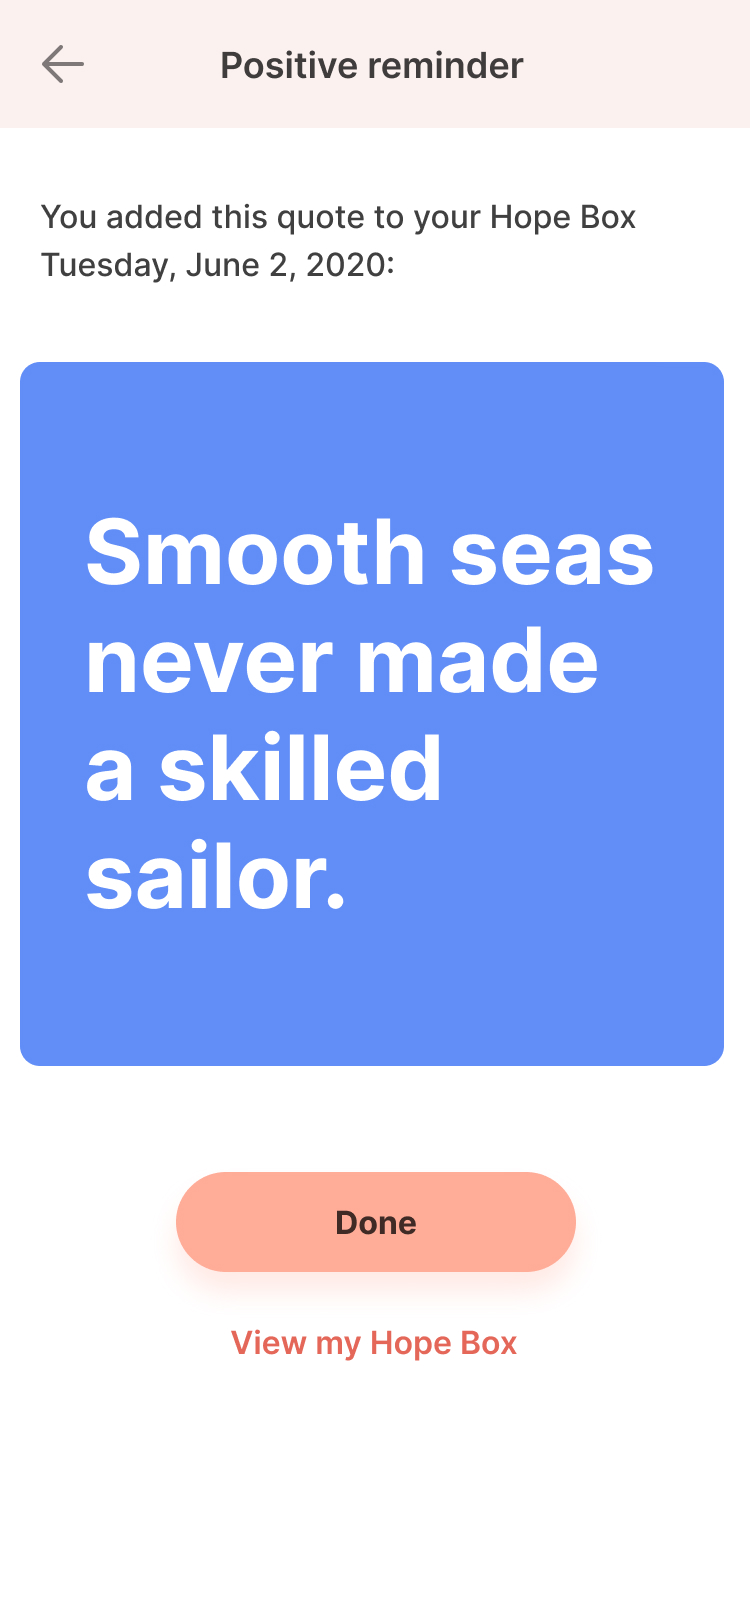 Positive reminder
You added this quote to your Hope Box
Tuesday, June 2, 2020:
Smooth seas
never made
a skilled
sailor.
Done
View my Hope Box